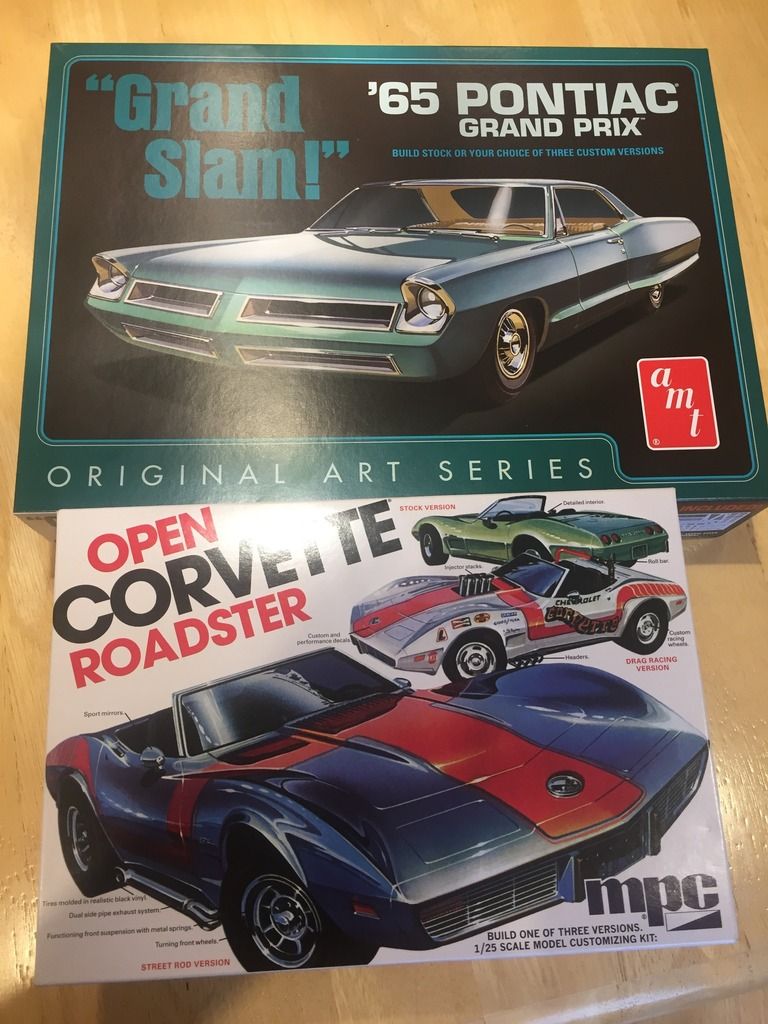 "Grand
Slam!"
'65 PONTIAC
GRAND PRIX™
BUILD STOCK OR YOUR CHOICE OF THREE CUSTOM VERSIONS
amt
®
ORIGINAL ART SERIES
INCLUDED
OPEN
CORVETTE
ROADSTER
STOCK VERSION
Detailed interior.
Roll bar.
Injector stacks.
CHEVROLET
CORVETTE
Custom and
performance decals.
Headers.
Custom
racing
wheels.
DRAG RACING
VERSION
Sport mirrors.
Tires molded in realistic black vinyl.
Dual side pipe exhaust system.
Functioning front suspension with metal springs.
Turning front wheels.
STREET ROD VERSION
mpc
®
BUILD ONE OF THREE VERSIONS.
1/25 SCALE MODEL CUSTOMIZING KIT: